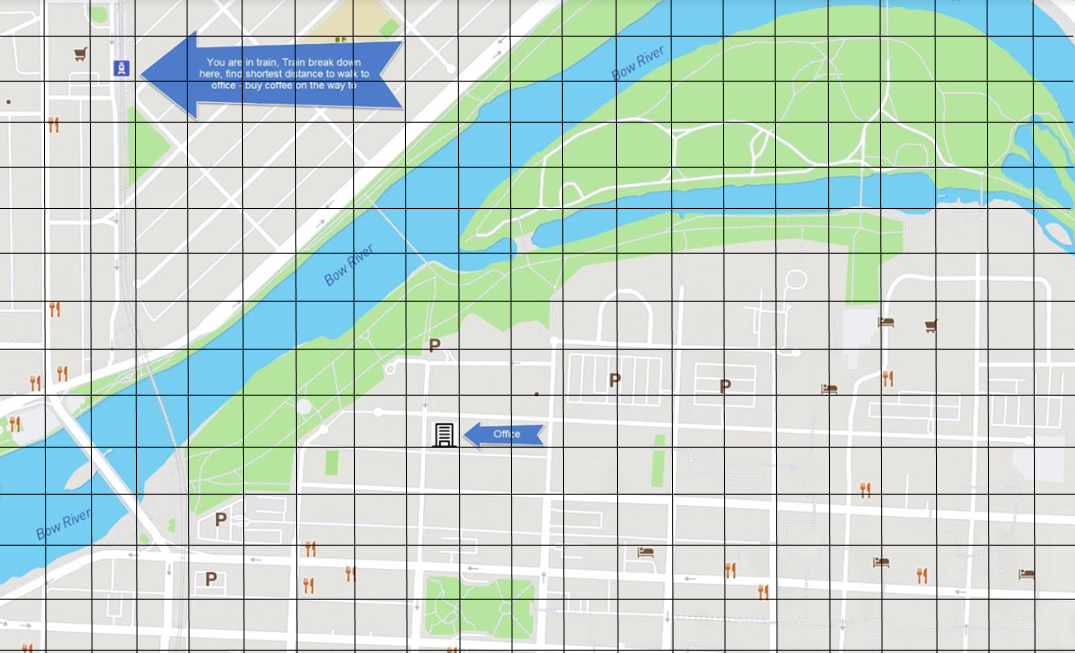 Bow River
You are in train, Train break down
here, find shortest distance to walk to
office - buy coffee on the way to
Bow River
P
P
P
Office
P
Bow River
P